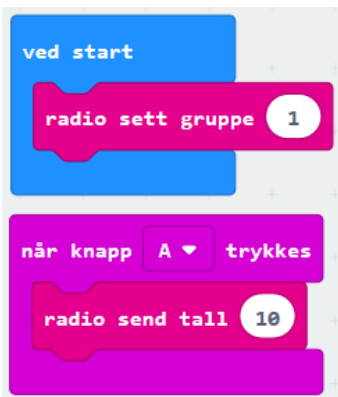 ved start
radio sett gruppe 1
når knapp A trykkes
radio send tall 10